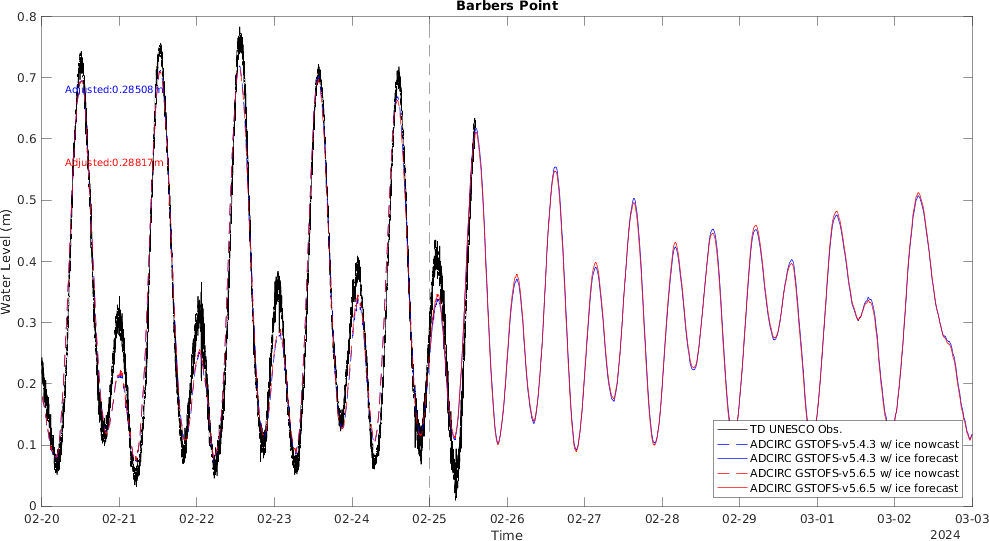 Barbers Point
0.8
0.7
0.6
0.5
0.4
0.3
0.2
0.1
0
Water Level (m)
Adjusted:0.28508m
Adjusted:0.28817m
TD UNESCO Obs.
ADCIRC GSTOFS-v5.4.3 w/ ice nowcast
ADCIRC GSTOFS-v5.4.3 w/ ice forecast
ADCIRC GSTOFS-v5.6.5 w/ ice nowcast
ADCIRC GSTOFS-v5.6.5 w/ ice forecast
02-20 02-21 02-22 02-23 02-24 02-25 02-26 02-27 02-28 02-29 03-01 03-02 03-03
Time
2024